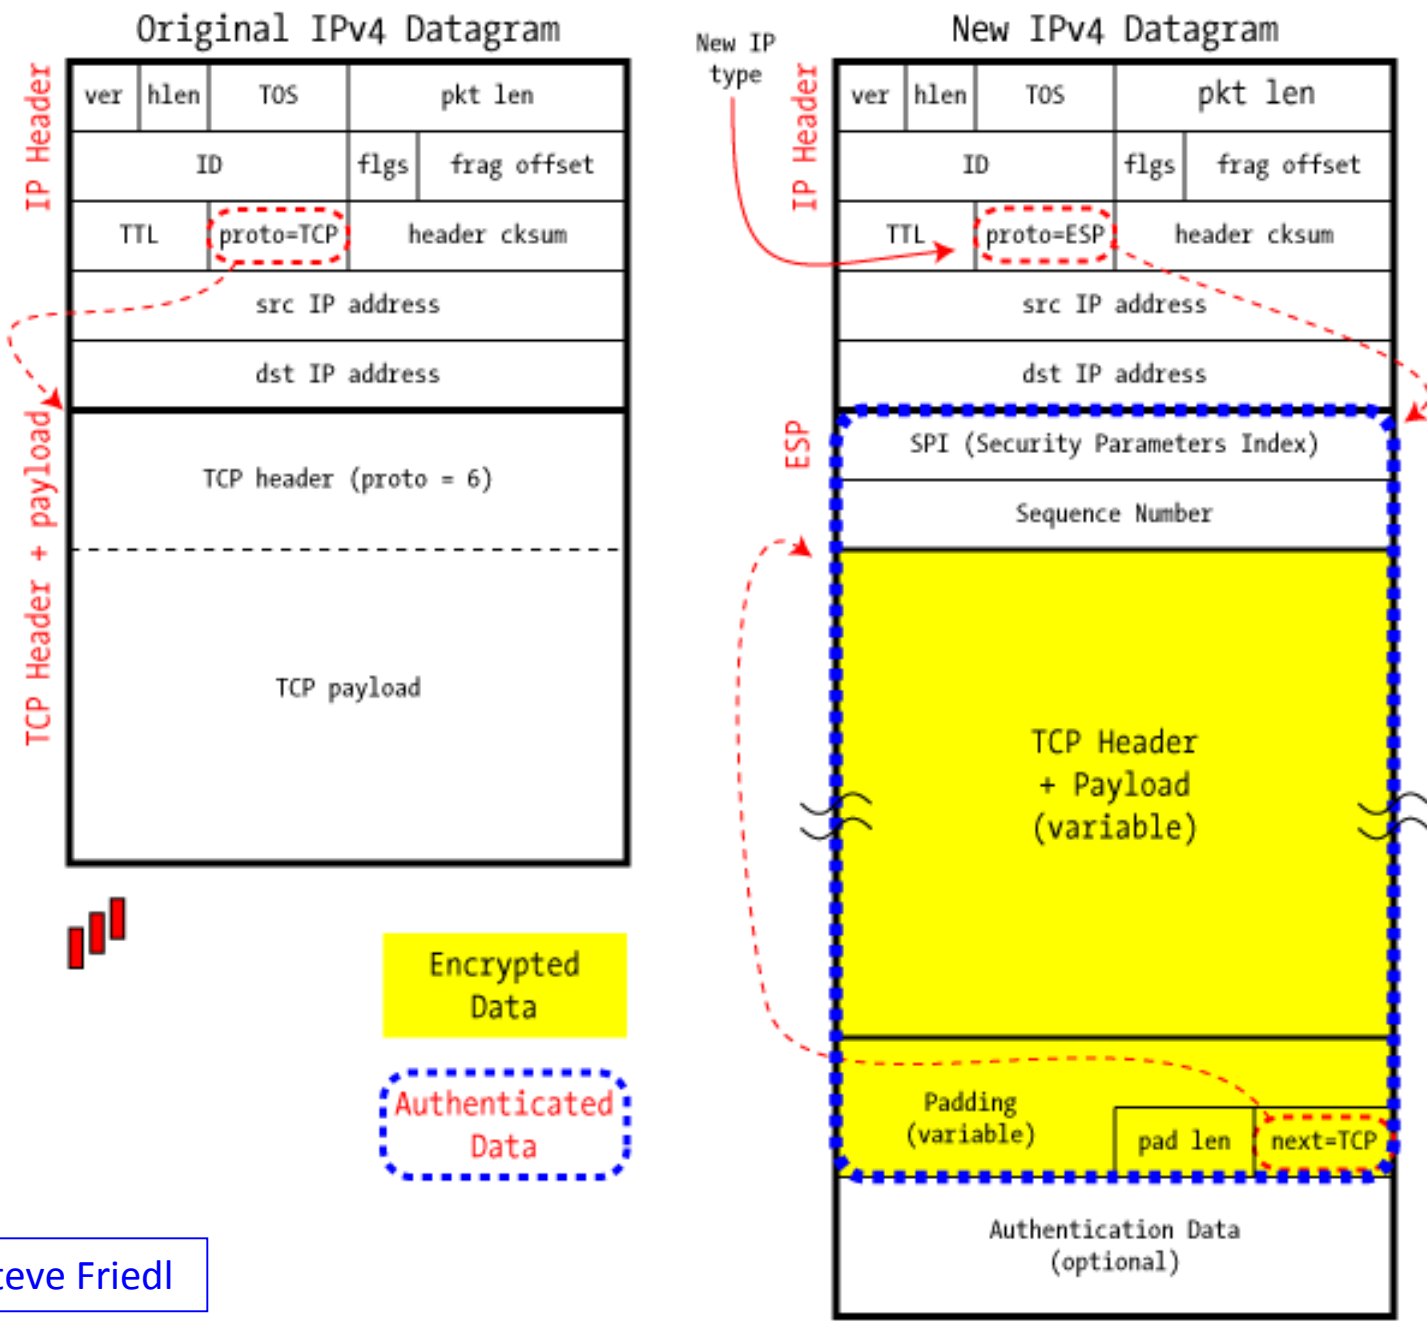 Original IPv4 Datagram
IP Header
ver hlen TOS pkt len
ID flgs frag offset
TTL proto=TCP header cksum
src IP address
dst IP address
TCP Header + payload
TCP header (proto = 6)
TCP payload
Encrypted
Data
Authenticated
Data
teve Friedl
New IP
type
New IPv4 Datagram
IP Header
ver hlen TOS pkt len
ID flgs frag offset
TTL proto=ESP header cksum
src IP address
dst IP address
ESP
SPI (Security Parameters Index)
Sequence Number
TCP Header
+ Payload
(variable)
Padding
(variable)
pad len next=TCP
Authentication Data
(optional)